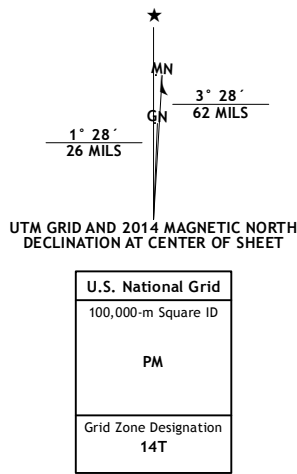 ★
MN
3° 28´
62 MILS
GN
1° 28´
26 MILS
UTM GRID AND 2014 MAGNETIC NORTH
DECLINATION AT CENTER OF SHEET
U.S. National Grid
100,000-m Square ID
PM
Grid Zone Designation
14T